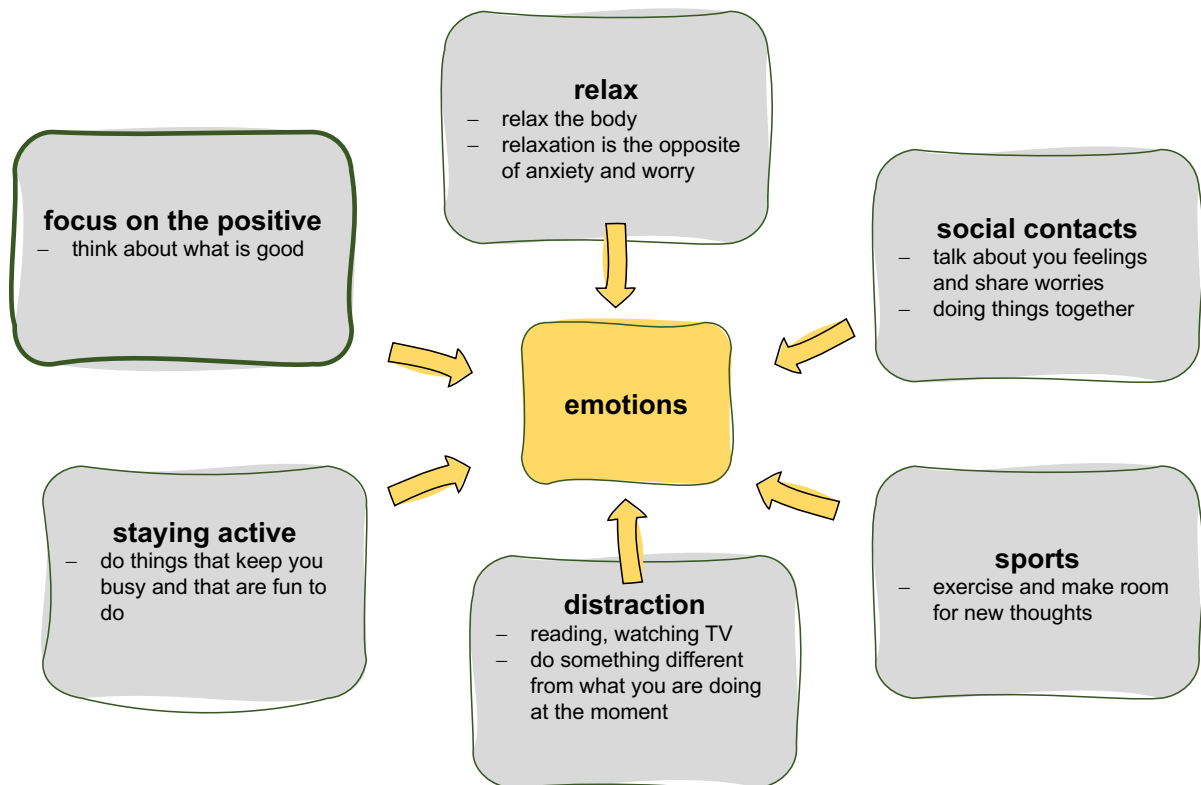 relax
– relax the body
– relaxation is the opposite
of anxiety and worry
focus on the positive
– think about what is good
social contacts
– talk about you feelings
and share worries
– doing things together
emotions
staying active
– do things that keep you
busy and that are fun to
do
distraction
– reading, watching TV
– do something different
from what you are doing
at the moment
sports
– exercise and make room
for new thoughts